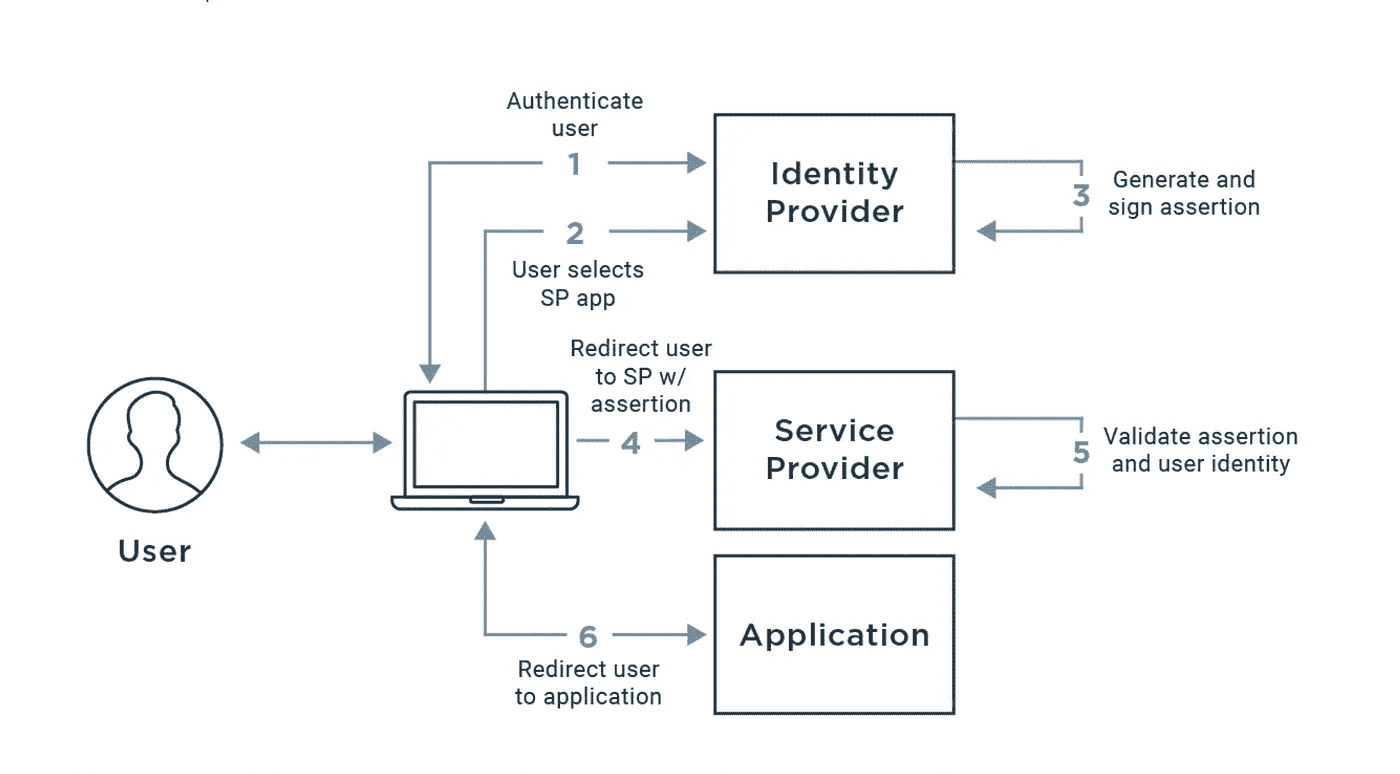 Authenticate
user
1
2
User selects
SP app
Identity
Provider
3
Generate and
sign assertion
Redirect user
to SP w/
assertion
4
Service
Provider
5
Validate assertion
and user identity
User
6
Redirect user
to application
Application